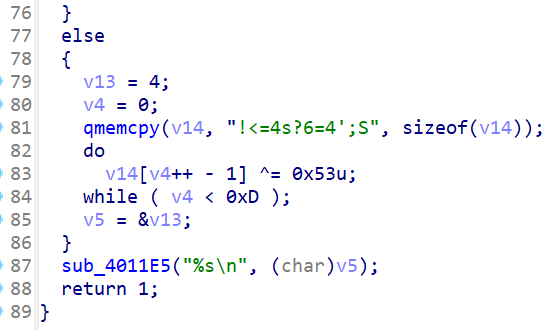 76 }
77 else
78 {
79 v13 = 4;
80 v4 = 0;
81 qmemcpy(v14, "!<=4s?6=4';S", sizeof(v14));
82 do
83 v14[v4++ - 1] ^= 0x53u;
84 while ( v4 < 0xD );
85 v5 = &v13;
86 }
87 sub_4011E5("%s\n", (char)v5);
88 return 1;
89 }